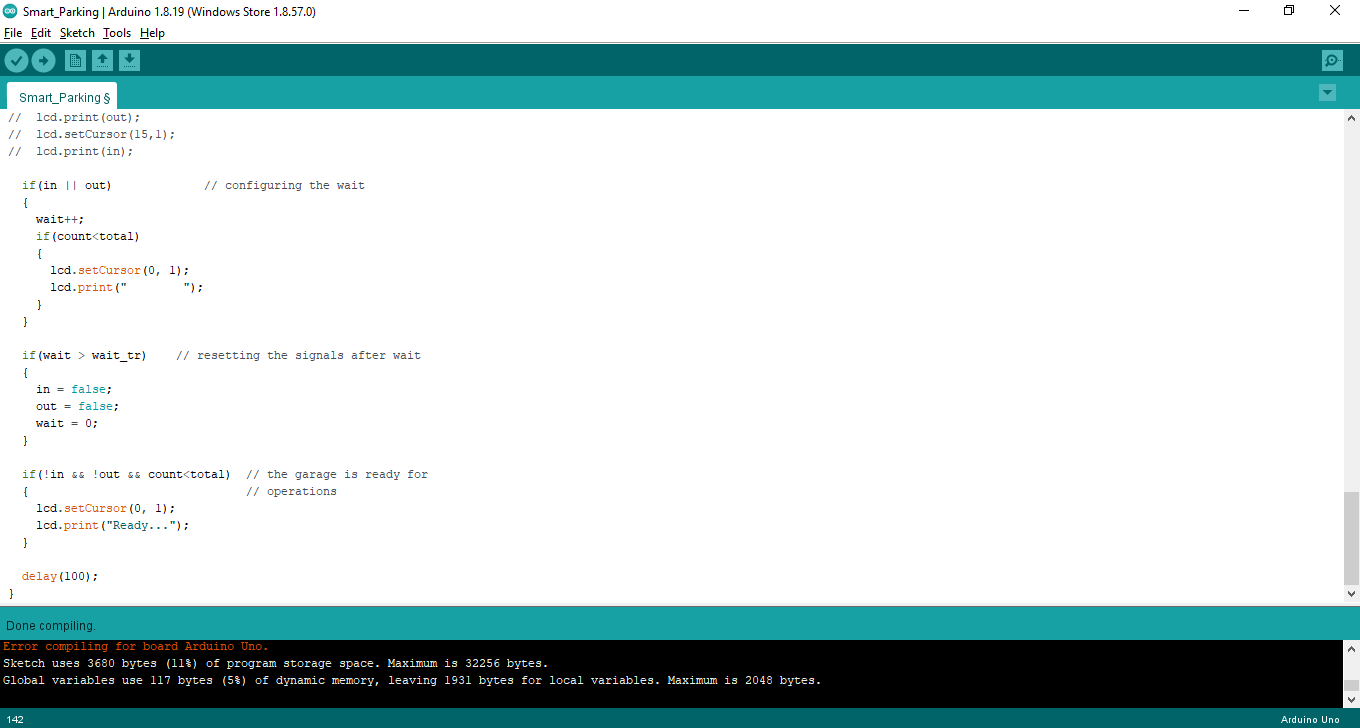 Smart_Parking | Arduino 1.8.19 (Windows Store 1.8.57.0)
File Edit Sketch Tools Help
Smart_Parking §
//  lcd.print(out);
//  lcd.setCursor(15,1);
//  lcd.print(in);
if(in || out)             // configuring the wait
{
wait++;
if(count<total)
{
lcd.setCursor(0, 1);
lcd.print("        ");
}
}
if(wait > wait_tr)    // resetting the signals after wait
{
in = false;
out = false;
wait = 0;
}
if(!in && !out && count<total)  // the garage is ready for
{                               // operations
lcd.setCursor(0, 1);
lcd.print("Ready...");
}
delay(100);
}
Done compiling.
Error compiling for board Arduino Uno.
Sketch uses 3680 bytes (11%) of program storage space. Maximum is 32256 bytes.
Global variables use 117 bytes (5%) of dynamic memory, leaving 1931 bytes for local variables. Maximum is 2048 bytes.
142 Arduino Uno